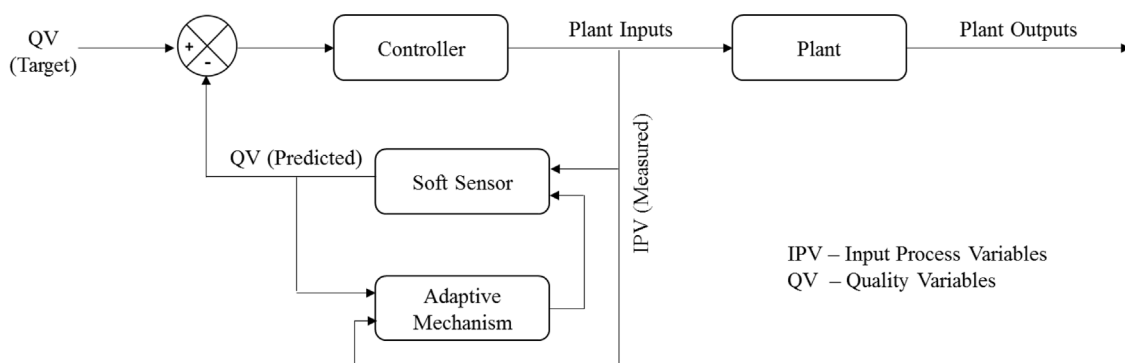 QV
(Target)
+
-
Controller
Plant Inputs
Plant
Plant Outputs
QV (Predicted)
Soft Sensor
IPV (Measured)
Adaptive
Mechanism
IPV – Input Process Variables
QV – Quality Variables